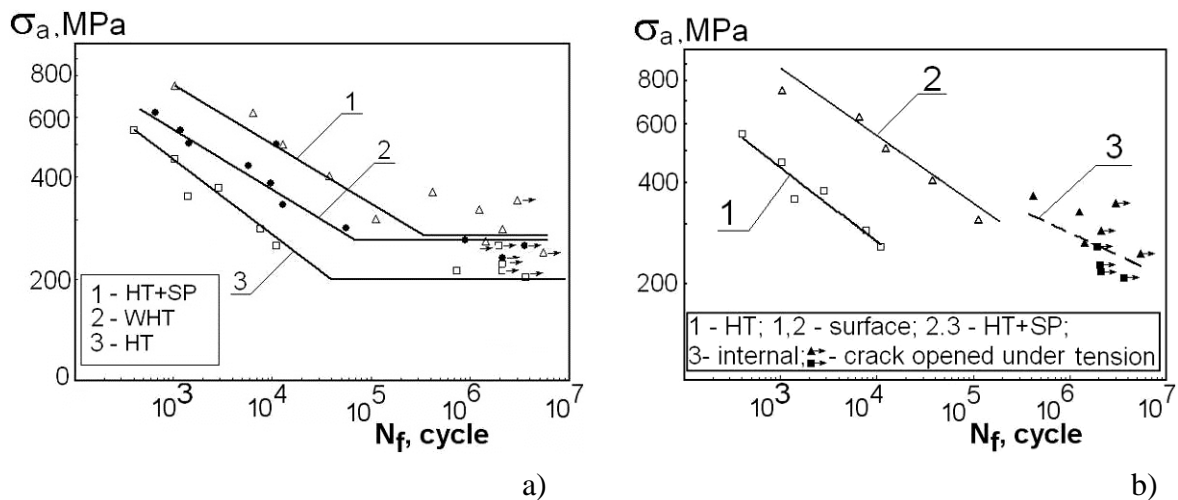 σa,MPa
800
600
400
200
0
10³ 10⁴ 10⁵ 10⁶ 10⁷
Nf, cycle
1
2
3
1 - HT+SP
2 - WHT
3 - HT
a)
σa,MPa
800
600
400
200
10³ 10⁴ 10⁵ 10⁶ 10⁷
Nf, cycle
2
3
1
1 - HT; 1,2 - surface; 2.3 - HT+SP;
3- internal;▲➔ ■➔ - crack opened under tension
b)